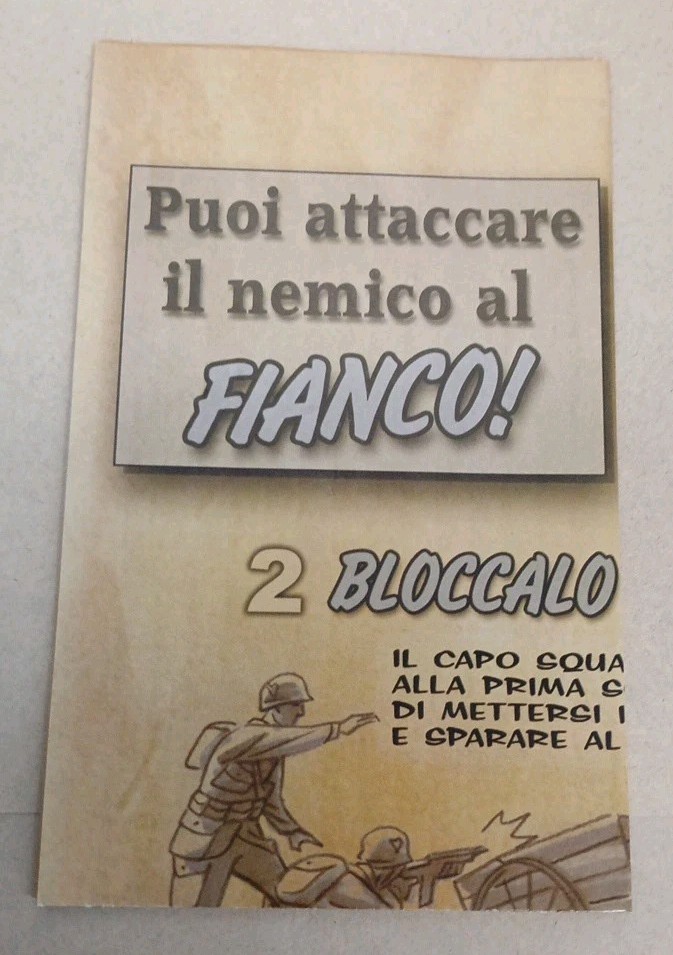 Puoi attaccare
il nemico al
FIANCO!
2 BLOCCALO
IL CAPO SQUA
ALLA PRIMA S
DI METTERSI I
E SPARARE AL